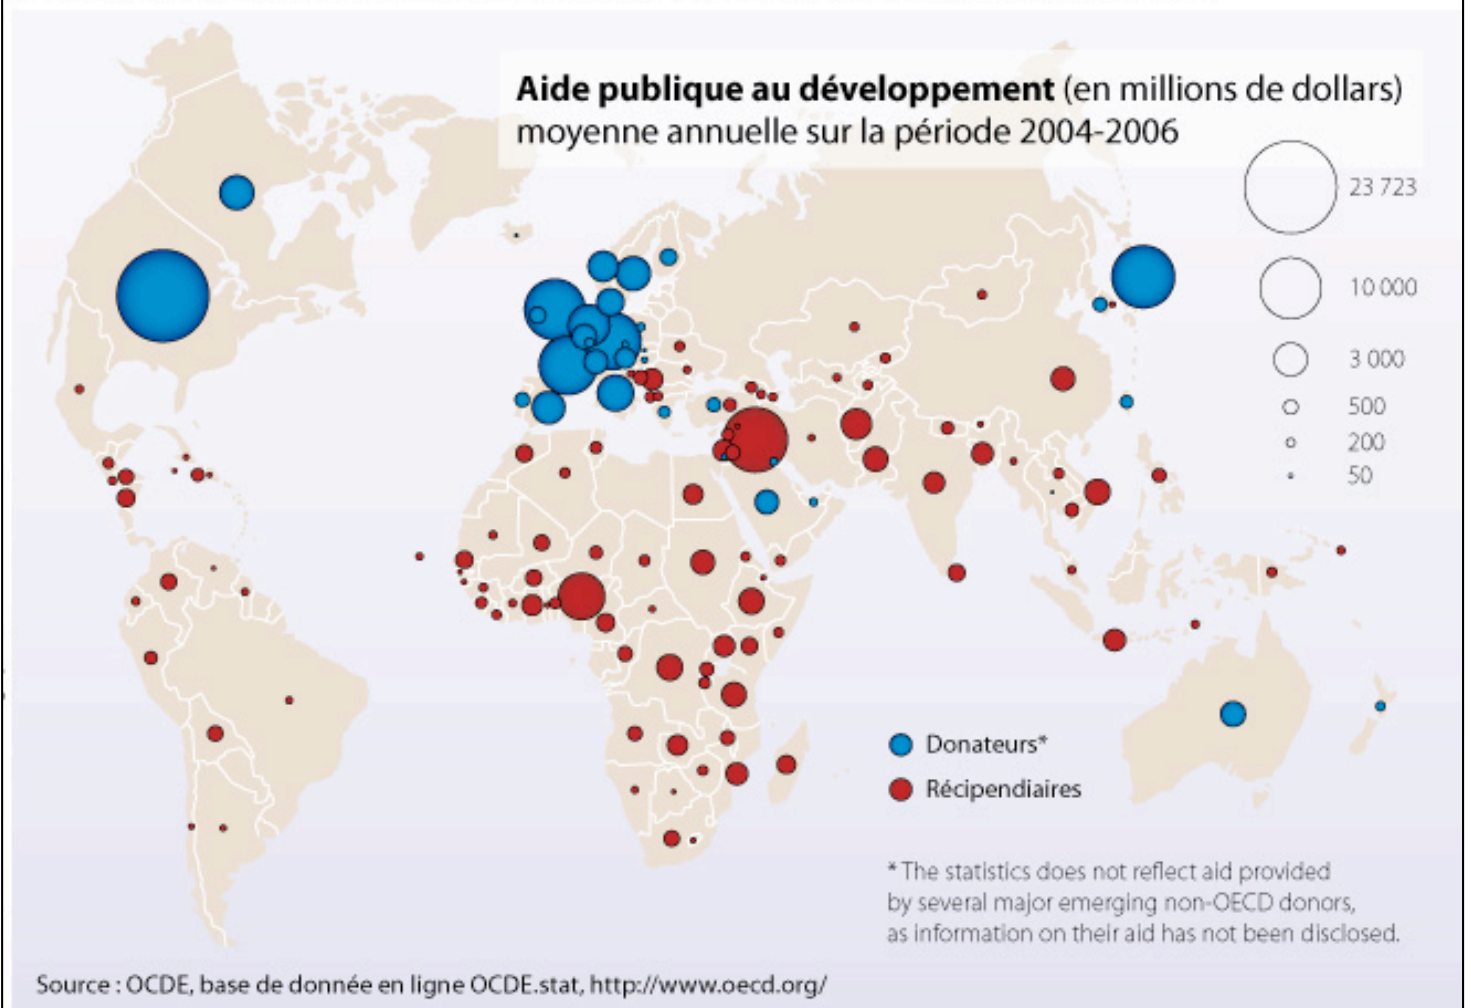 Aide publique au développement (en millions de dollars)
moyenne annuelle sur la période 2004-2006
23 723
10 000
3 000
500
200
50
Donateurs*
Récipendiaires
* The statistics does not reflect aid provided
by several major emerging non-OECD donors,
as information on their aid has not been disclosed.
Source : OCDE, base de donnée en ligne OCDE.stat, http://www.oecd.org/